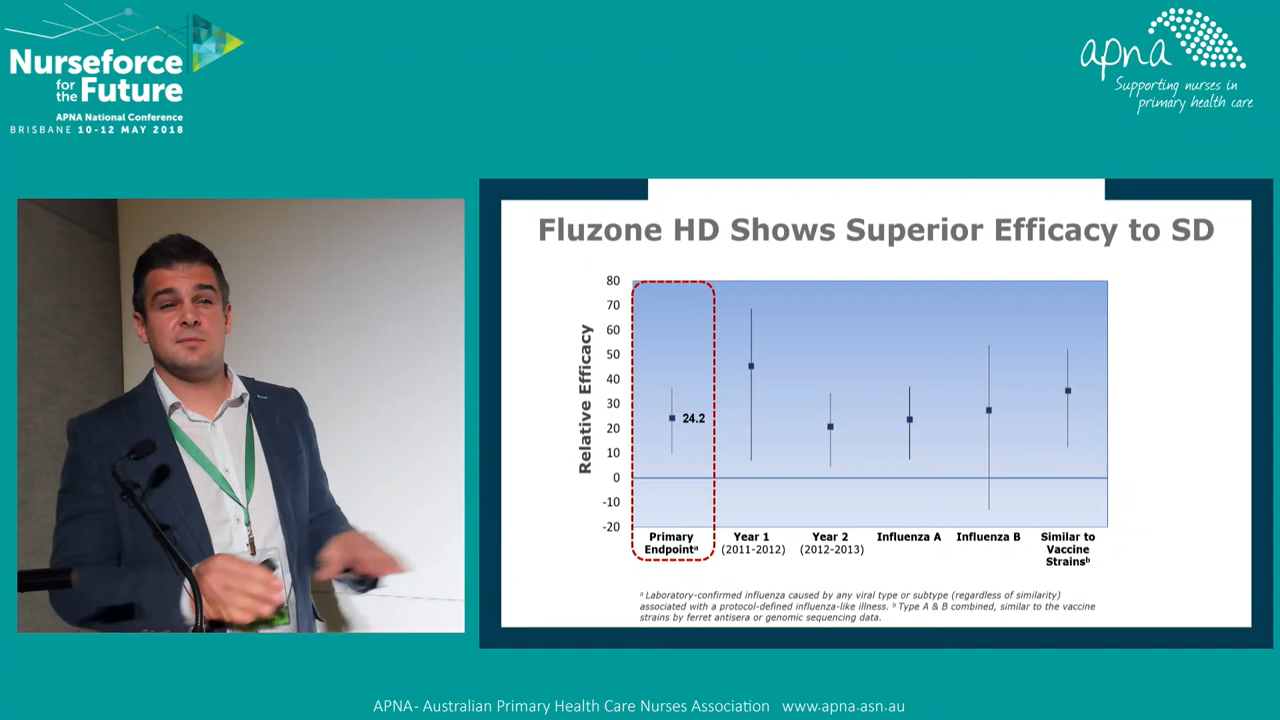 Nurseforce
for
the Future
APNA National Conference
BRISBANE 10-12 MAY 2018
apna
Supporting nurses in
primary health care
Fluzone HD Shows Superior Efficacy to SD
Relative Efficacy
80
70
60
50
40
30
20
10
0
-10
-20
24.2
Primary
Endpointᵃ
Year 1
(2011-2012)
Year 2
(2012-2013)
Influenza A
Influenza B
Similar to
Vaccine
Strainsᵇ
ᵃ Laboratory-confirmed influenza caused by any viral type or subtype (regardless of similarity)
associated with a protocol-defined influenza-like illness. ᵇ Type A & B combined, similar to the vaccine
strains by ferret antisera or genomic sequencing data.
APNA- Australian Primary Health Care Nurses Association www.apna.asn.au